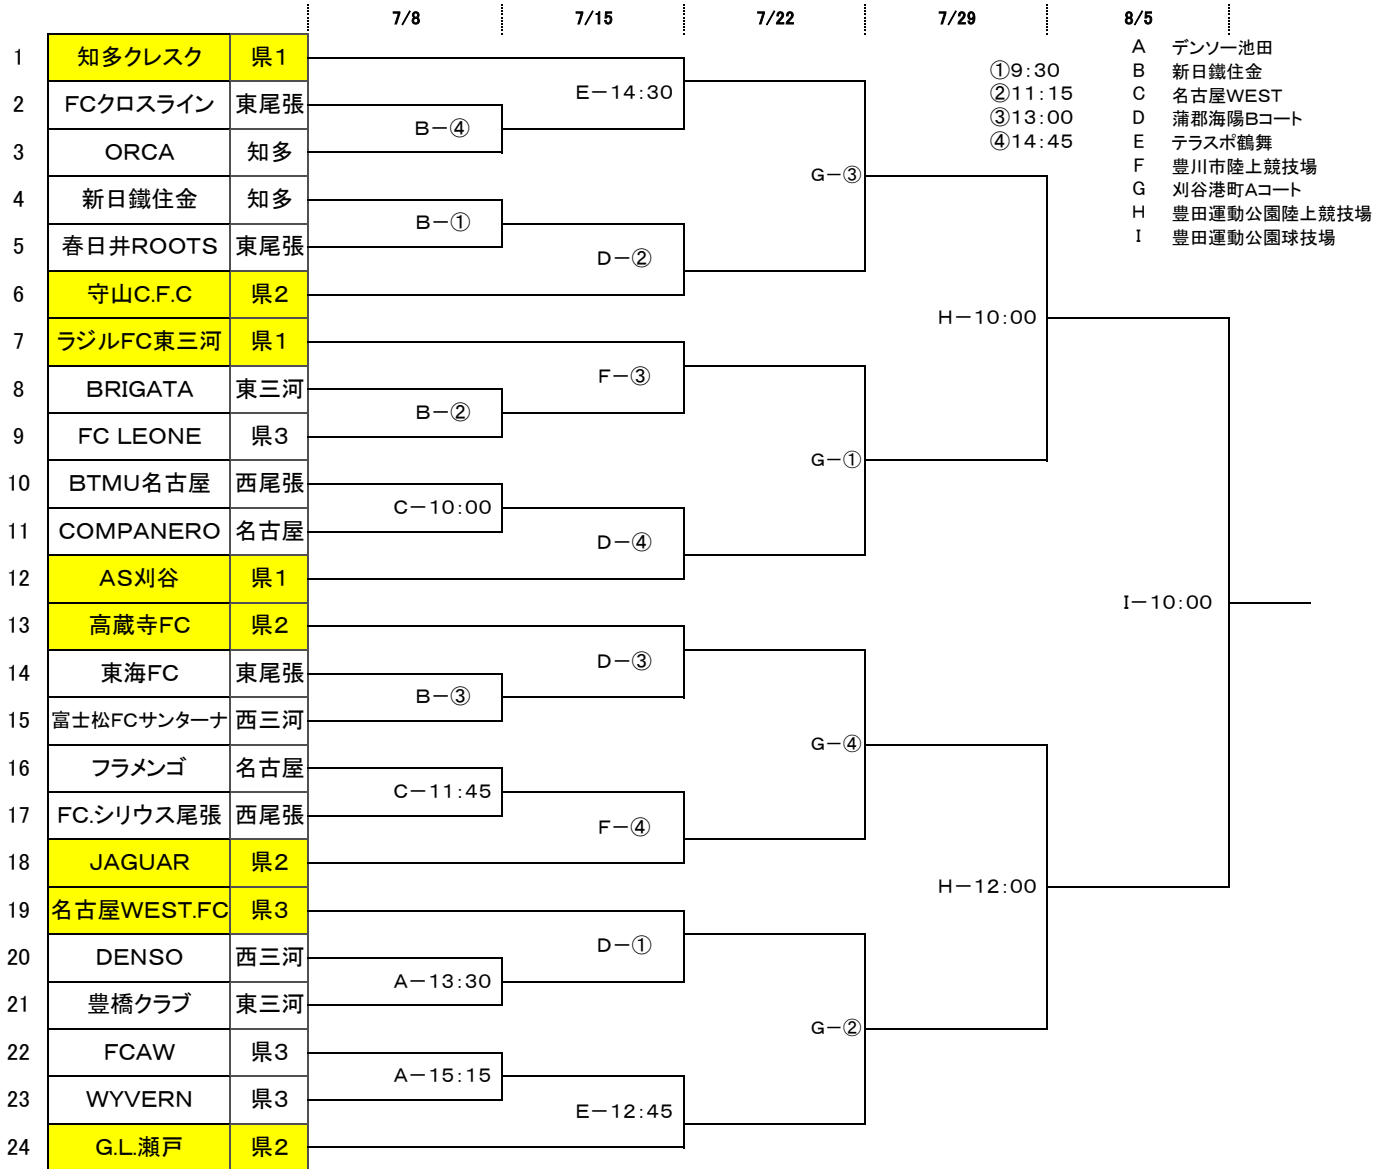 7/8 7/15 7/22 7/29 8/5
A デンソー池田
1 知多クレスク 県1
①9:30 B 新日鐵住金
E-14:30 ②11:15 C 名古屋WEST
2 FCクロスライン 東尾張
B-④ ③13:00 D 蒲郡海陽Bコート
3 ORCA 知多
④14:45 E テラスポ鶴舞
F 豊川市陸上競技場
G-③ G 刈谷港町Aコート
4 新日鐵住金 知多
H 豊田運動公園陸上競技場
B-①
I 豊田運動公園球技場
5 春日井ROOTS 東尾張
D-②
6 守山C.F.C 県2
H-10:00
7 ラジルFC東三河 県1
F-③
8 BRIGATA 東三河
B-②
9 FC LEONE 県3
G-①
10 BTMU名古屋 西尾張
C-10:00
11 COMPANERO 名古屋
D-④
12 AS刈谷 県1
I-10:00
13 高蔵寺FC 県2
D-③
14 東海FC 東尾張
B-③
15 富士松FCサンターナ 西三河
G-④
16 フラメンゴ 名古屋
C-11:45
17 FC.シリウス尾張 西尾張
F-④
18 JAGUAR 県2
H-12:00
19 名古屋WEST.FC 県3
D-①
20 DENSO 西三河
A-13:30
21 豊橋クラブ 東三河
G-②
22 FCAW 県3
A-15:15
23 WYVERN 県3
E-12:45
24 G.L.瀬戸 県2